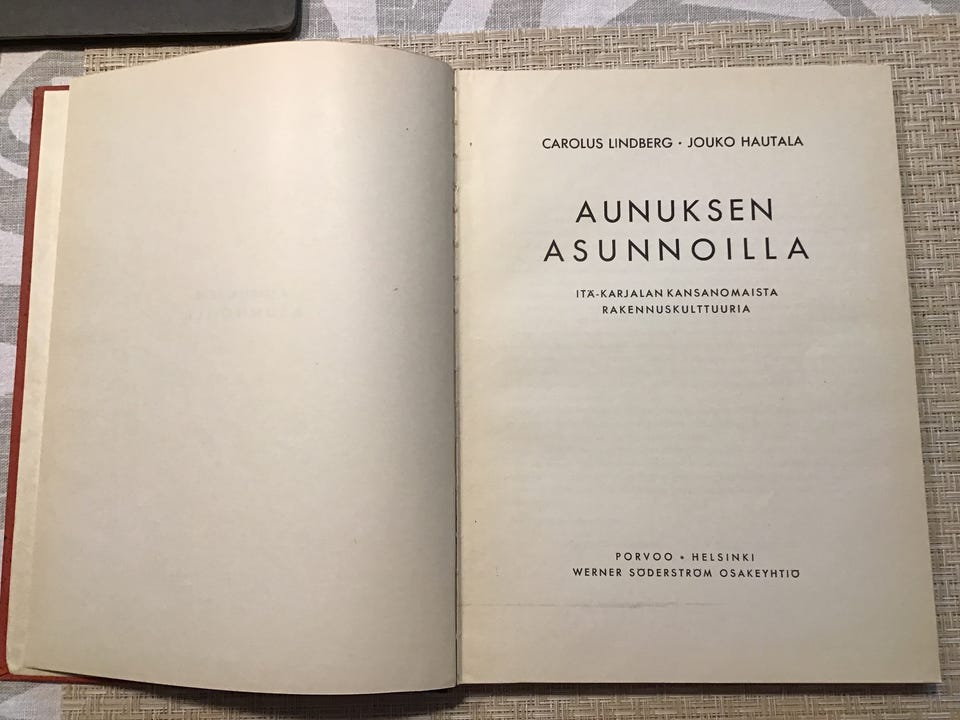 CAROLUS LINDBERG · JOUKO HAUTALA
AUNUKSEN
ASUNNOILLA
ITÄ-KARJALAN KANSANOMAISTA
RAKENNUSKULTTUURIA
PORVOO • HELSINKI
WERNER SÖDERSTRÖM OSAKEYHTIÖ